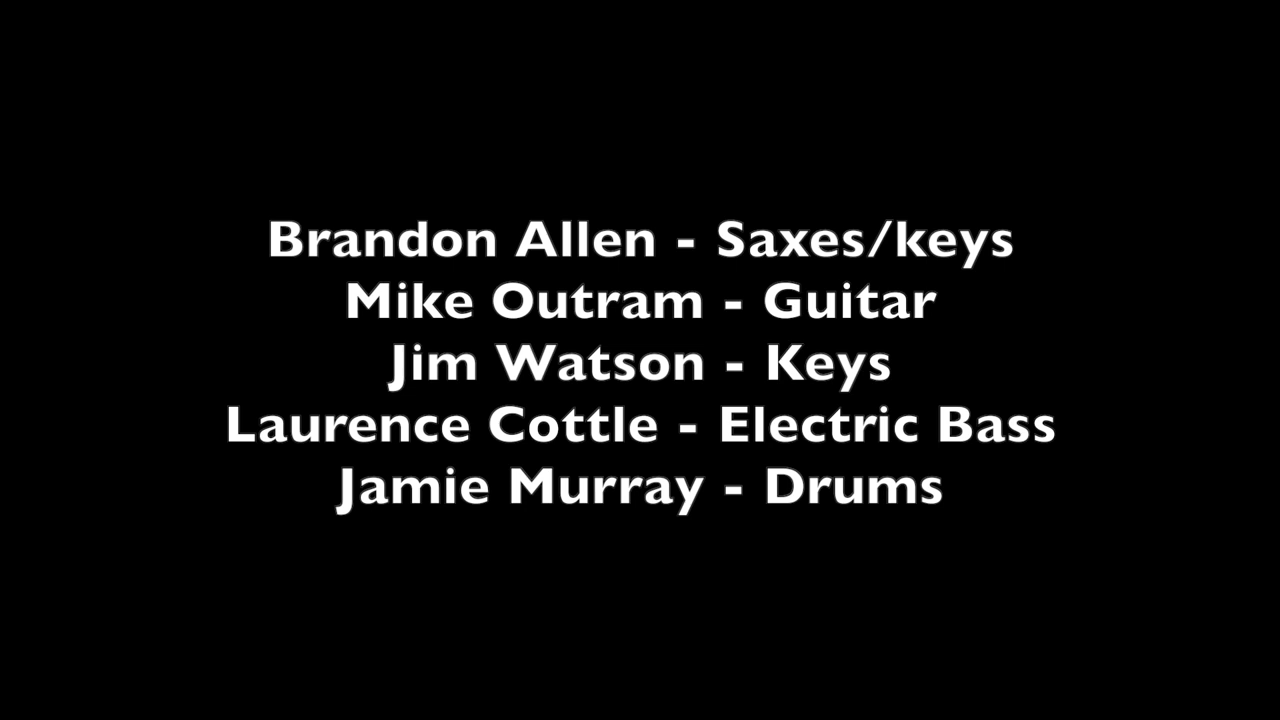 Brandon Allen - Saxes/keys
Mike Outram - Guitar
Jim Watson - Keys
Laurence Cottle - Electric Bass
Jamie Murray - Drums